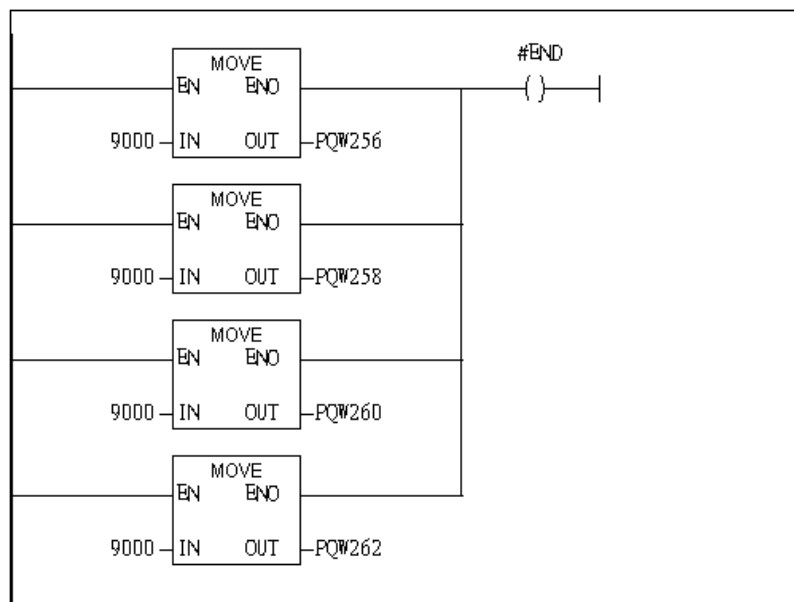 #END
MOVE
EN ENO
9000 IN OUT PQW256
MOVE
EN ENO
9000 IN OUT PQW258
MOVE
EN ENO
9000 IN OUT PQW260
MOVE
EN ENO
9000 IN OUT PQW262